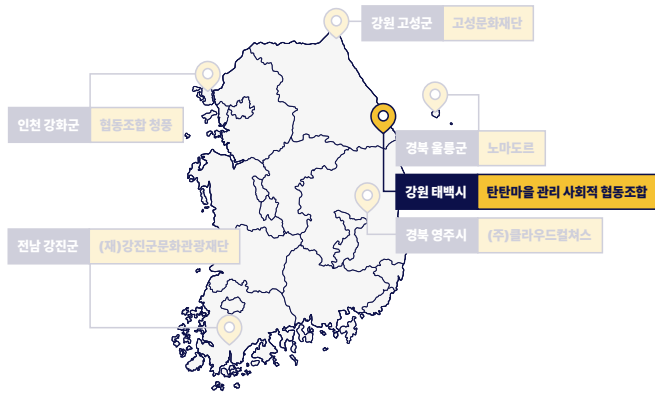 강원 고성군 고성문화재단
인천 강화군 협동조합 청풍
경북 울릉군 노마도르
강원 태백시 탄탄마을 관리 사회적 협동조합
경북 영주시 (주)클라우드컬쳐스
전남 강진군 (재)강진군문화관광재단